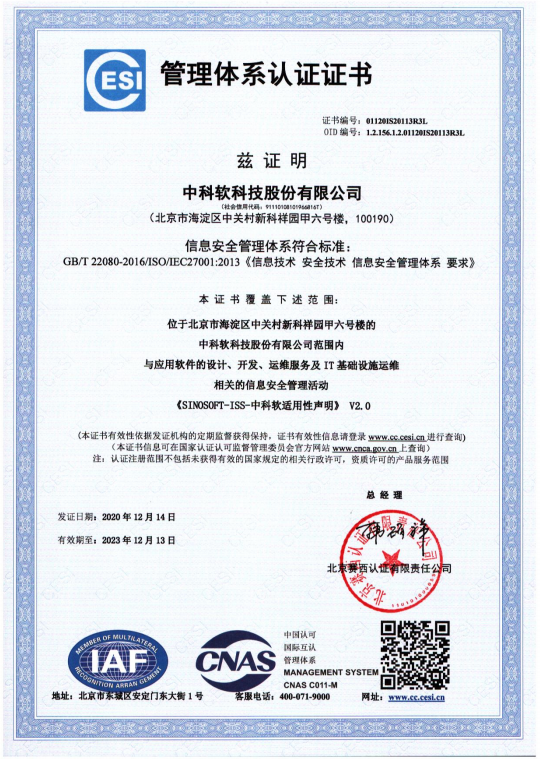 CESI
管理体系认证证书
证书编号：01120IS20113R3L
OID 编号：1.2.156.1.2.01120IS20113R3L
兹 证 明
中科软科技股份有限公司
（社会信用代码：91110108101966816T）
（北京市海淀区中关村新科祥园甲六号楼，100190）
信息安全管理体系符合标准：
GB/T 22080-2016/ISO/IEC27001:2013《信息技术 安全技术 信息安全管理体系 要求》
本 证 书 覆 盖 下 述 范 围：
位于北京市海淀区中关村新科祥园甲六号楼的
中科软科技股份有限公司范围内
与应用软件的设计、开发、运维服务及 IT 基础设施运维
相关的信息安全管理活动
《SINOSOFT-ISS-中科软适用性声明》 V2.0
(本证书有效性依据发证机构的定期监督获得保持，证书有效性信息请登录 www.cc.cesi.cn 进行查询)
(本证书信息可在国家认证认可监督管理委员会官方网站 www.cnca.gov.cn 上查询)
注：认证注册范围不包括未获得有效的国家规定的相关行政许可，资质许可的产品服务范围
总 经 理
发证日期：2020 年 12 月 14 日
有效期至：2023 年 12 月 13 日
北京赛西认证有限责任公司
北京赛西认证有限责任公司
MEMBER OF MULTILATERAL
IAF
RECOGNITION ARRANGEMENT
CNAS
中国认可
国际互认
管理体系
MANAGEMENT SYSTEM
CNAS C011-M
地址：北京市东城区安定门东大街 1 号 客服电话：400-071-9000 网址：www.cc.cesi.cn